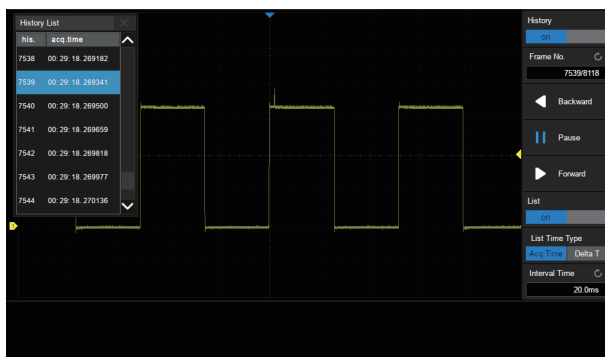 History List
his. acq.time
7538 00: 29: 18. 269182
7539 00: 29: 18. 269341
7540 00: 29: 18. 269500
7541 00: 29: 18. 269659
7542 00: 29: 18. 269818
7543 00: 29: 18. 269977
7544 00: 29: 18. 270136
1
History
on
Frame No.
7539/8118
Backward
Pause
Forward
List
on
List Time Type
Acq Time Delta T
Interval Time
20.0ms